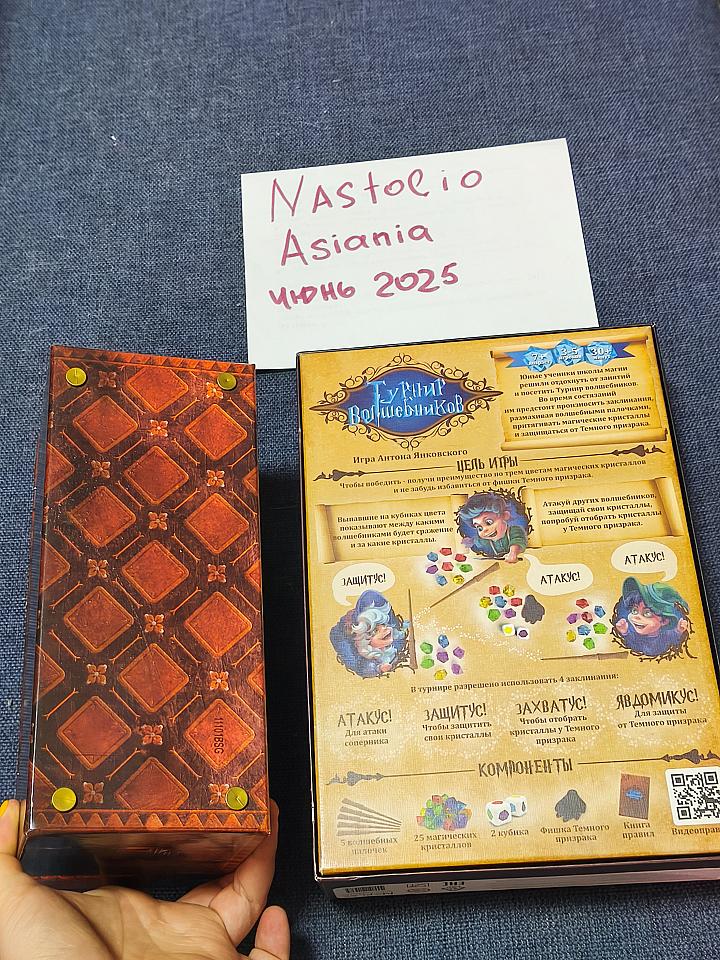 Nastolio
Asiania
июнь 2025
7+
3-5
30+
Турнир
Волшебников
Юные ученики школы магии
решили отдохнуть от занятий
и посетить Турнир волшебников.
Во время состязаний
им предстоит произносить заклинания,
размахивая волшебными палочками,
притягивать магические кристаллы
и защищаться от Темного призрака.
Игра Антона Янковского
ЦЕЛЬ ИГРЫ
Чтобы победить - получи преимущество по трем цветам магических кристаллов
и не забудь избавиться от фишки Темного призрака.
Выпавшие на кубиках цвета
показывают между какими
волшебниками будет сражение
и за какие кристаллы.
Атакуй других волшебников,
защищай свои кристаллы,
попробуй отобрать кристаллы
у Темного призрака.
ЗАЩИТУС!
АТАКУС!
АТАКУС!
В турнире разрешено использовать 4 заклинания:
АТАКУС!
Для атаки
соперника
ЗАЩИТУС!
Чтобы защитить
свои кристаллы
ЗАХВАТУС!
Чтобы отобрать
кристаллы у Темного
призрака
ЯВДОМИКУС!
Для защиты
от Темного призрака
КОМПОНЕНТЫ
5 волшебных
палочек
25 магических
кристаллов
2 кубика
Фишка Темного
призрака
Книга
правил
Видеоправ
1101BSG